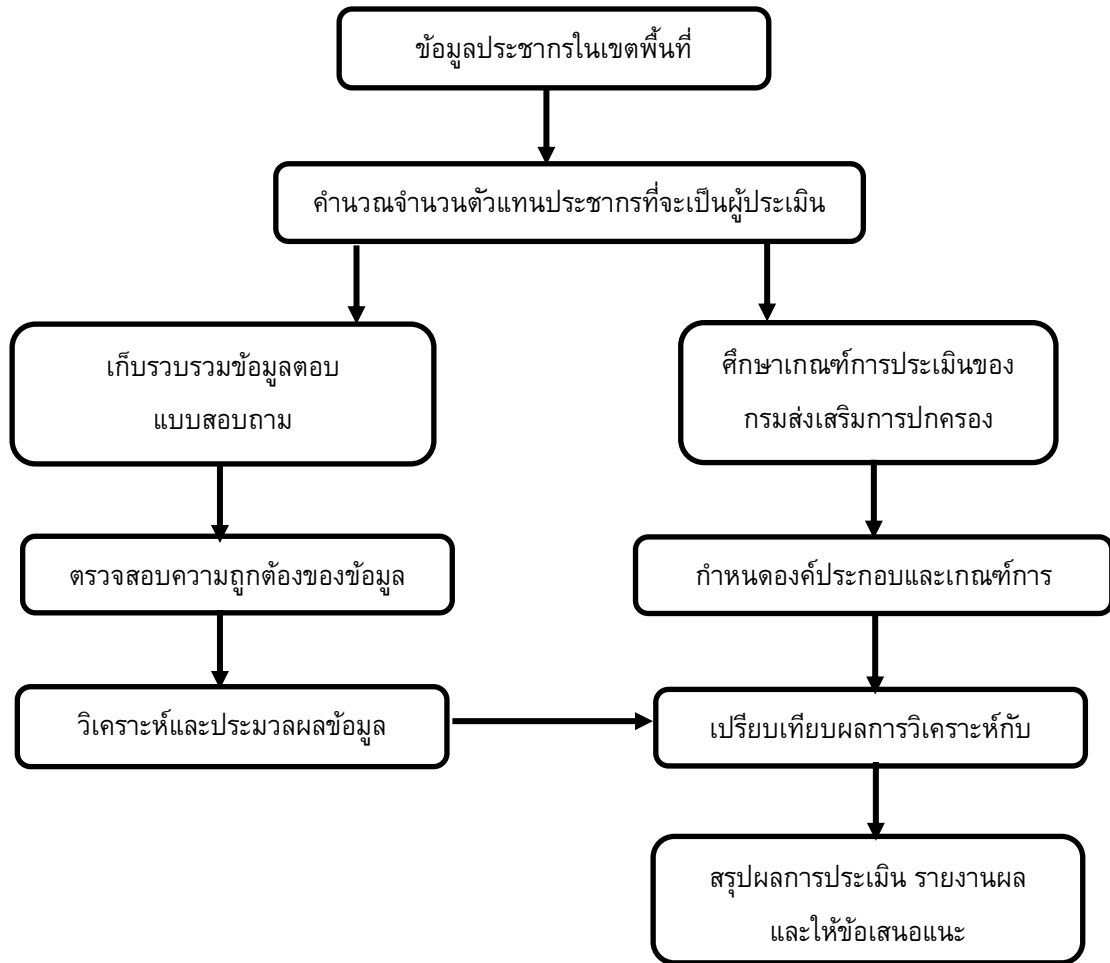 ข้อมูลประชากรในเขตพื้นที่
คำนวณจำนวนตัวแทนประชากรที่จะเป็นผู้ประเมิน
เก็บรวบรวมข้อมูลตอบ
แบบสอบถาม
ศึกษาเกณฑ์การประเมินของ
กรมส่งเสริมการปกครอง
ตรวจสอบความถูกต้องของข้อมูล
กำหนดองค์ประกอบและเกณฑ์การ
วิเคราะห์และประมวลผลข้อมูล
เปรียบเทียบผลการวิเคราะห์กับ
สรุปผลการประเมิน รายงานผล
และให้ข้อเสนอแนะ